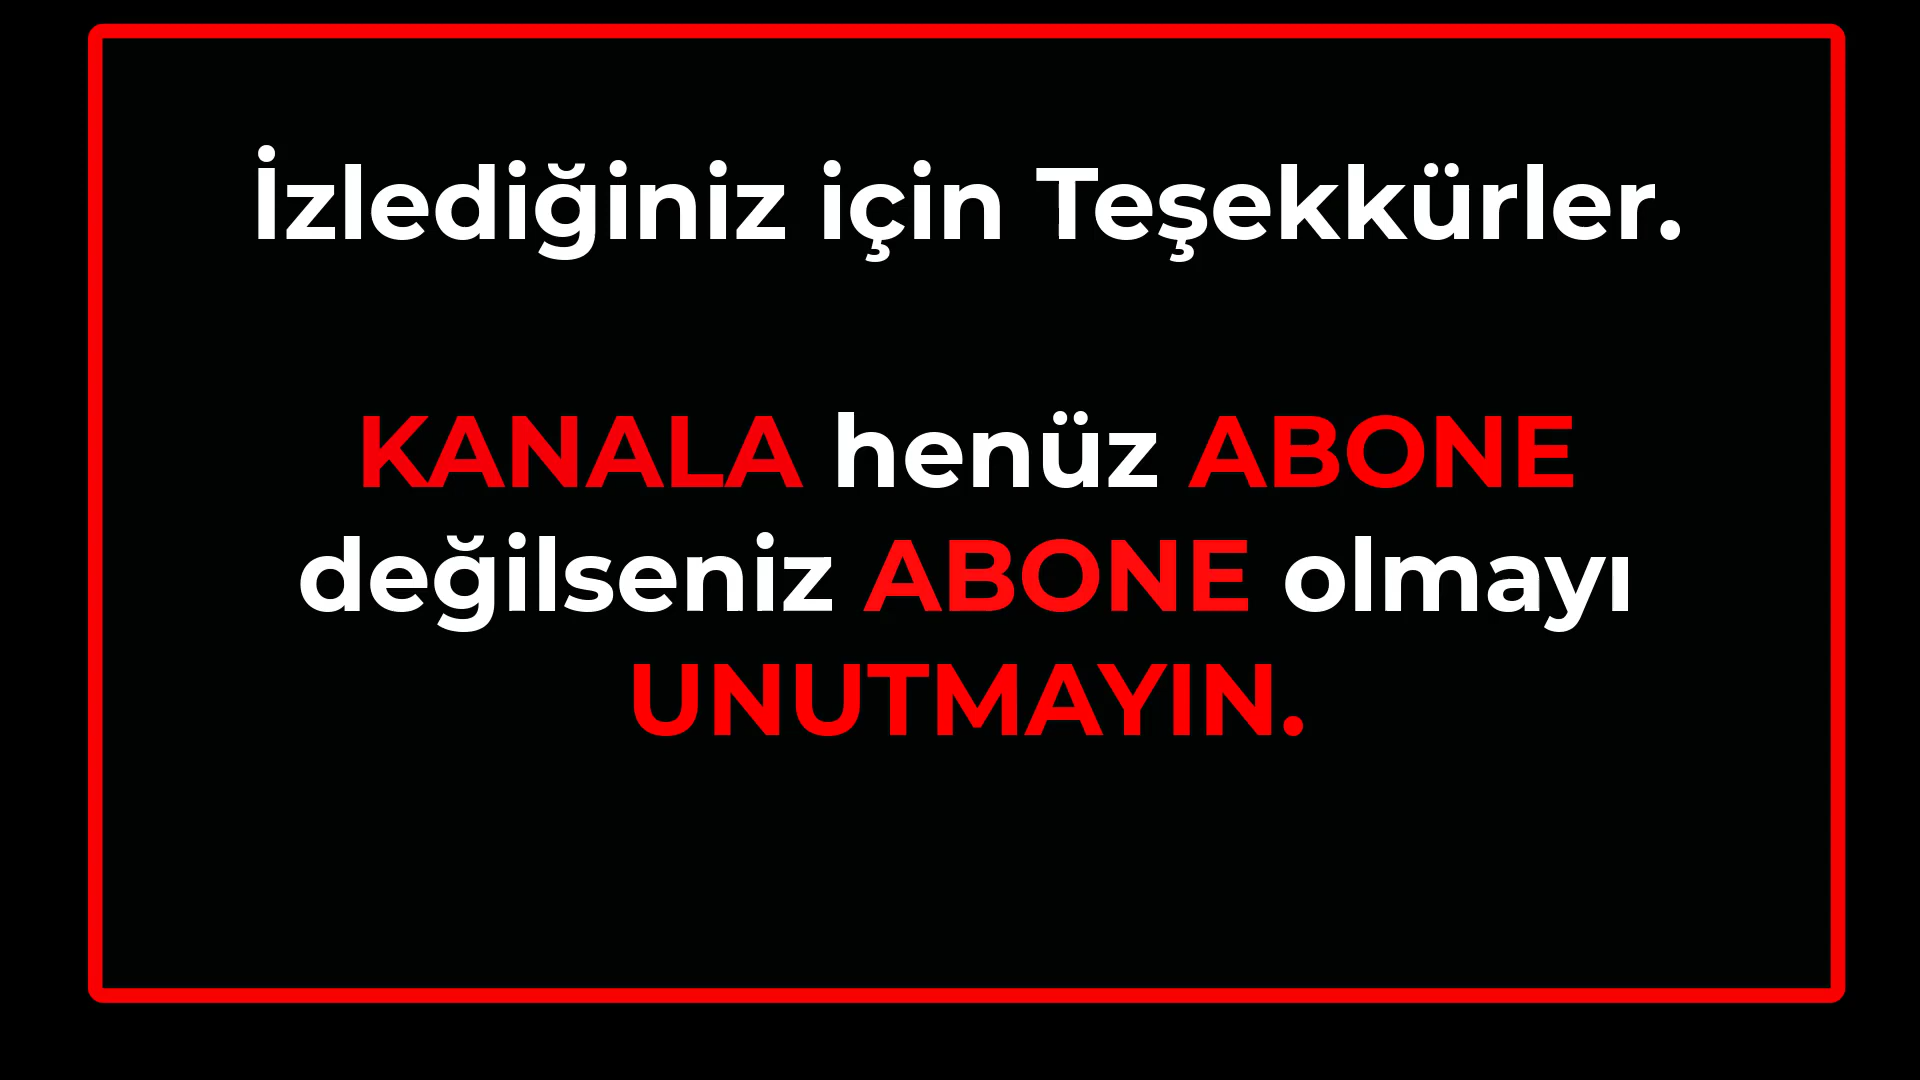 İzlediğiniz için Teşekkürler.
KANALA henüz ABONE
değilseniz ABONE olmayı
UNUTMAYIN.